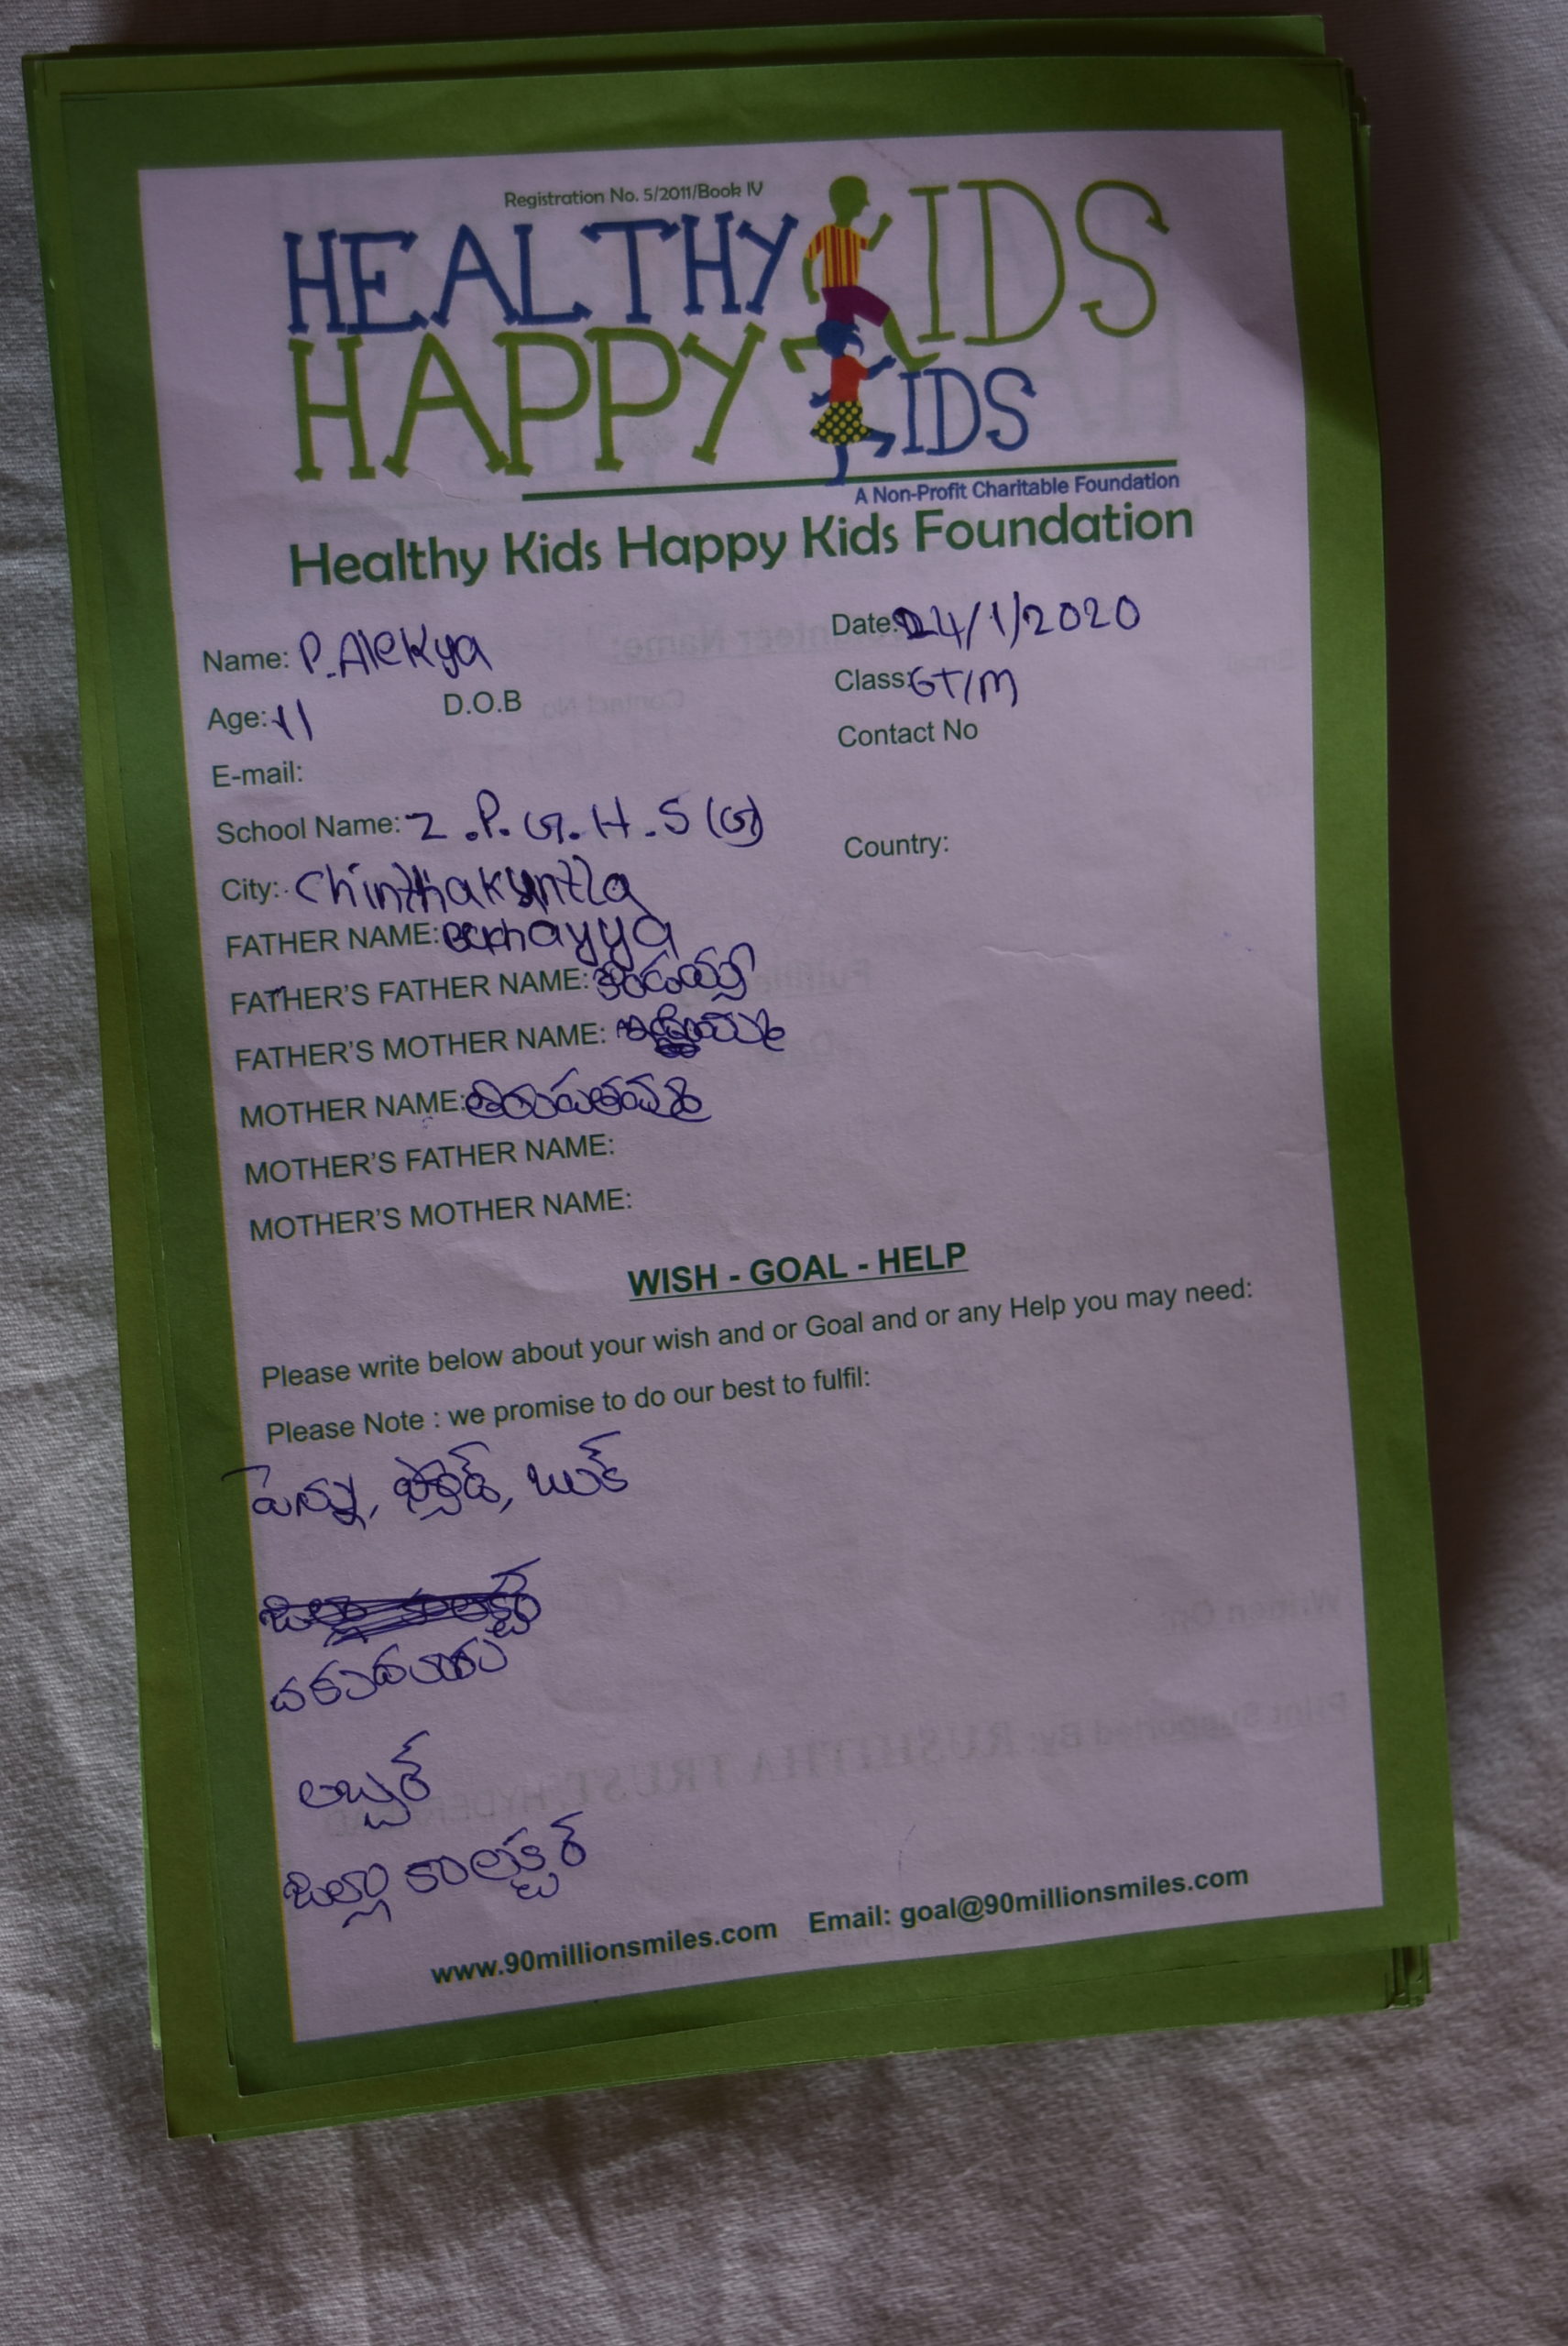 Registration No. 5/2011/Book IV
HEALTHY KIDS
HAPPY KIDS
A Non-Profit Charitable Foundation
Healthy Kids Happy Kids Foundation
Name: P. Alekya Date: 24/1/2020
Age: 11 D.O.B Class: 6T/M
E-mail: Contact No
School Name: Z.P.G.H.S (G)
City: Chinthakuntla Country:
FATHER NAME:
FATHER'S FATHER NAME:
FATHER'S MOTHER NAME:
MOTHER NAME: తిరుపతమ్మ
MOTHER'S FATHER NAME:
MOTHER'S MOTHER NAME:
WISH - GOAL - HELP
Please write below about your wish and or Goal and or any Help you may need:
Please Note : we promise to do our best to fulfil:
పెన్ను, బుక్
లబ్బర్
జిల్లా
www.90millionsmiles.com Email: goal@90millionsmiles.com